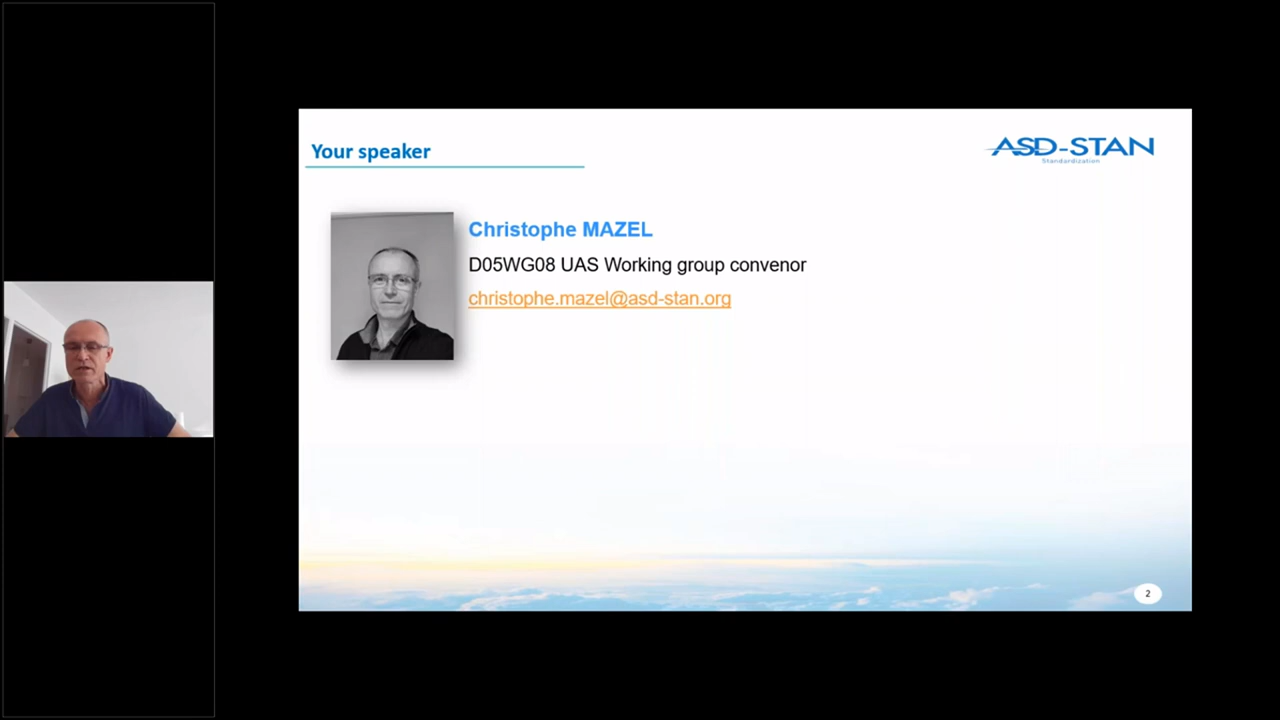 Your speaker
ASD-STAN
Standardization
Christophe MAZEL
D05WG08 UAS Working group convenor
christophe.mazel@asd-stan.org
2